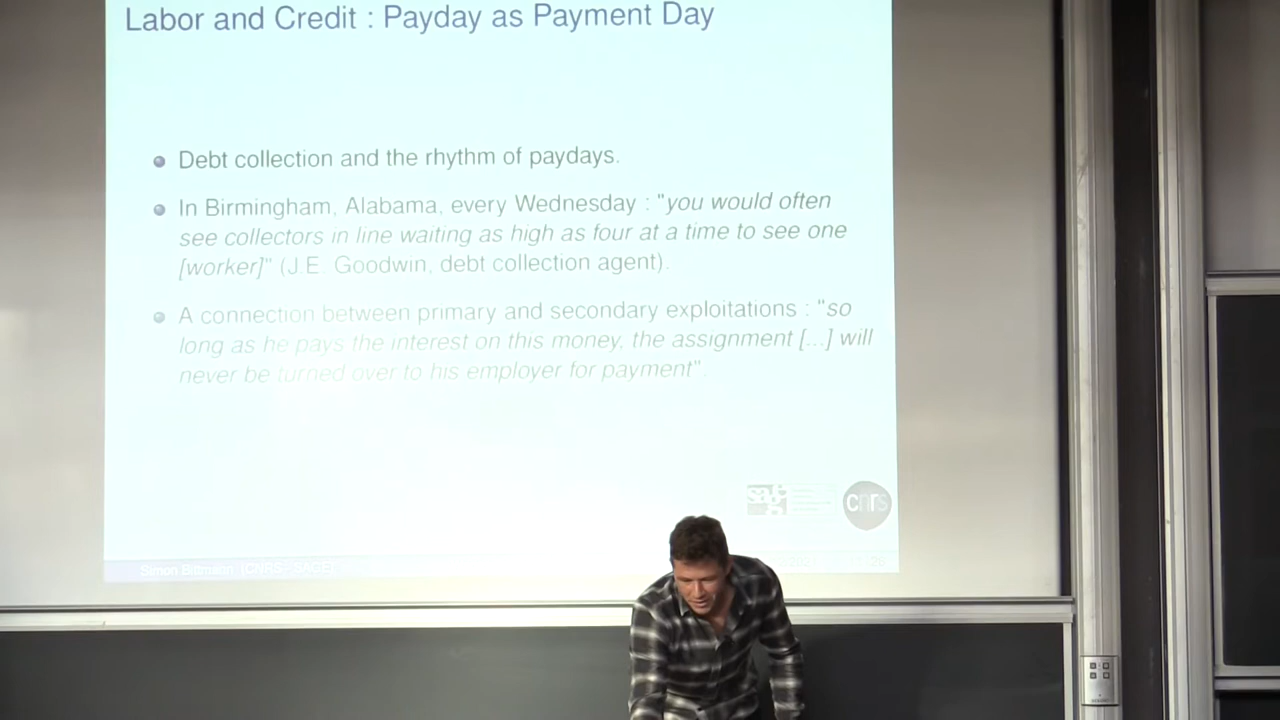 Labor and Credit : Payday as Payment Day
Debt collection and the rhythm of paydays.
In Birmingham, Alabama, every Wednesday : "you would often
see collectors in line waiting as high as four at a time to see one
[worker]" (J.E. Goodwin, debt collection agent).
A connection between primary and secondary exploitations : "so
long as he pays the interest on this money, the assignment [...] will
never be turned over to his employer for payment".
sage
cnrs
Simon Bittmann (CNRS - SAGE)